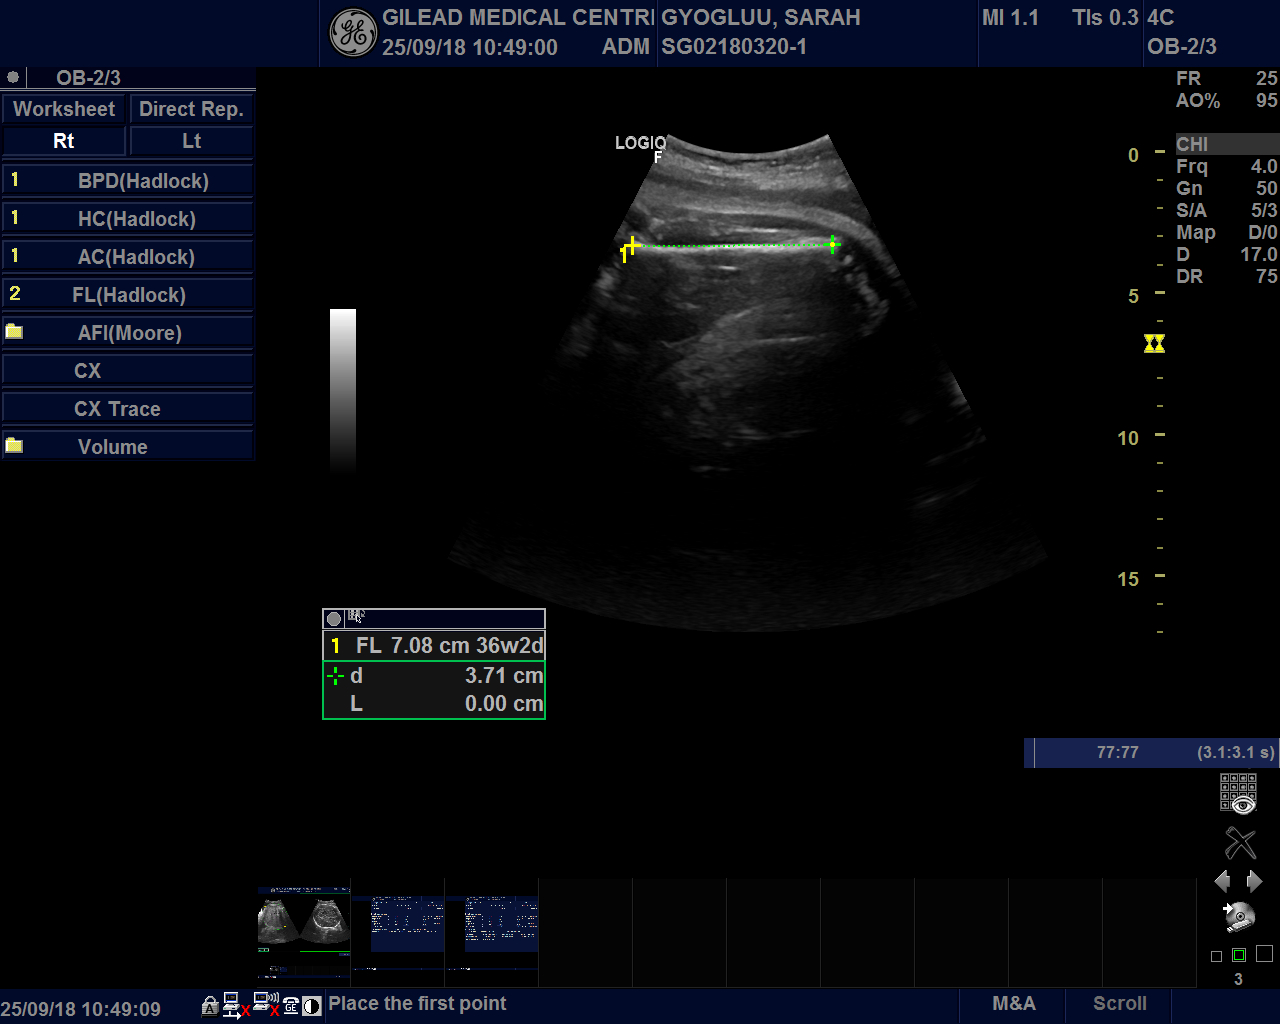 GILEAD MEDICAL CENTRI
25/09/18 10:49:00 ADM
GYOGLUU, SARAH
SG02180320-1
MI 1.1 TIs 0.3
4C
OB-2/3
OB-2/3
Worksheet Direct Rep.
Rt Lt
1 BPD(Hadlock)
1 HC(Hadlock)
1 AC(Hadlock)
2 FL(Hadlock)
AFI(Moore)
CX
CX Trace
Volume
LOGIQ
F
1
0
5
10
15
FR 25
AO% 95
CHI
Frq 4.0
Gn 50
S/A 5/3
Map D/0
D 17.0
DR 75
1 FL 7.08 cm 36w2d
d 3.71 cm
L 0.00 cm
77:77 (3.1:3.1 s)
3
25/09/18 10:49:09
Place the first point
M&A
Scroll